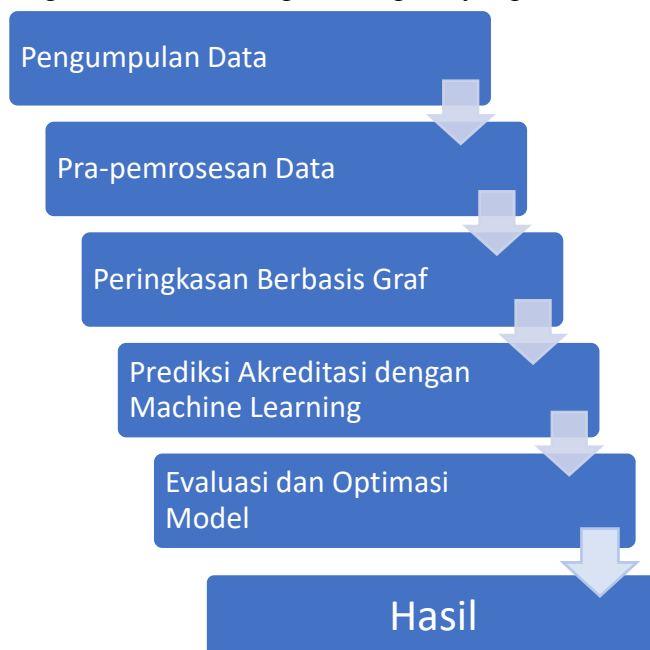 Pengumpulan Data
Pra-pemrosesan Data
Peringkasan Berbasis Graf
Prediksi Akreditasi dengan
Machine Learning
Evaluasi dan Optimasi
Model
Hasil